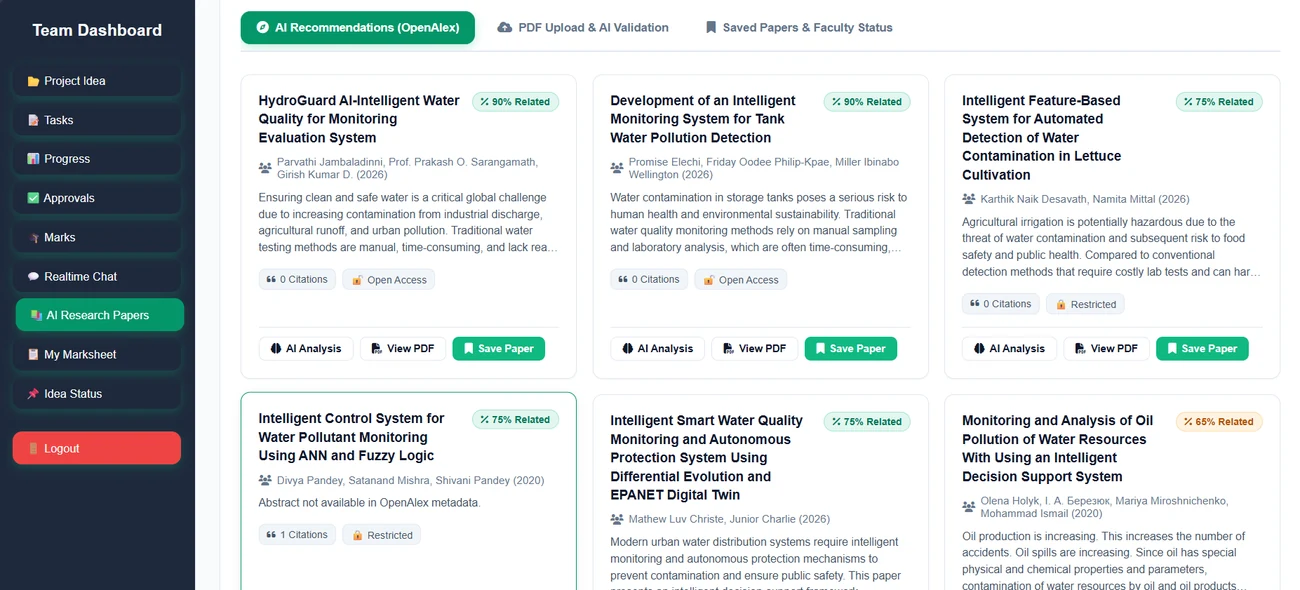 Team Dashboard
Project Idea
Tasks
Progress
Approvals
Marks
Realtime Chat
AI Research Papers
My Marksheet
Idea Status
Logout
AI Recommendations (OpenAlex)
PDF Upload & AI Validation
Saved Papers & Faculty Status
HydroGuard AI-Intelligent Water
Quality for Monitoring
Evaluation System
90% Related
Parvathi Jambaladinni, Prof. Prakash O. Sarangamath,
Girish Kumar D. (2026)
Ensuring clean and safe water is a critical global challenge
due to increasing contamination from industrial discharge,
agricultural runoff, and urban pollution. Traditional water
testing methods are manual, time-consuming, and lack rea…
0 Citations
Open Access
AI Analysis
View PDF
Save Paper
Development of an Intelligent
Monitoring System for Tank
Water Pollution Detection
90% Related
Promise Elechi, Friday Oodee Philip-Kpae, Miller Ibinabo
Wellington (2026)
Water contamination in storage tanks poses a serious risk to
human health and environmental sustainability. Traditional
water quality monitoring methods rely on manual sampling
and laboratory analysis, which are often time-consuming,…
0 Citations
Open Access
AI Analysis
View PDF
Save Paper
Intelligent Feature-Based
System for Automated
Detection of Water
Contamination in Lettuce
Cultivation
75% Related
Karthik Naik Desavath, Namita Mittal (2026)
Agricultural irrigation is potentially hazardous due to the
threat of water contamination and subsequent risk to food
safety and public health. Compared to conventional
detection methods that require costly lab tests and can har…
0 Citations
Restricted
AI Analysis
View PDF
Save Paper
Intelligent Control System for
Water Pollutant Monitoring
Using ANN and Fuzzy Logic
75% Related
Divya Pandey, Satanand Mishra, Shivani Pandey (2020)
Abstract not available in OpenAlex metadata.
1 Citations
Restricted
Intelligent Smart Water Quality
Monitoring and Autonomous
Protection System Using
Differential Evolution and
EPANET Digital Twin
75% Related
Mathew Luv Christe, Junior Charlie (2026)
Modern urban water distribution systems require intelligent
monitoring and autonomous protection mechanisms to
prevent contamination and ensure public safety. This paper
presents an intelligent decision support framework
Monitoring and Analysis of Oil
Pollution of Water Resources
With Using an Intelligent
Decision Support System
65% Related
Olena Holyk, І. А. Березюк, Mariya Miroshnichenko,
Mohammad Ismail (2020)
Oil production is increasing. This increases the number of
accidents. Oil spills are increasing. Since oil has special
physical and chemical properties and parameters,
contamination of water resources by oil and oil products…